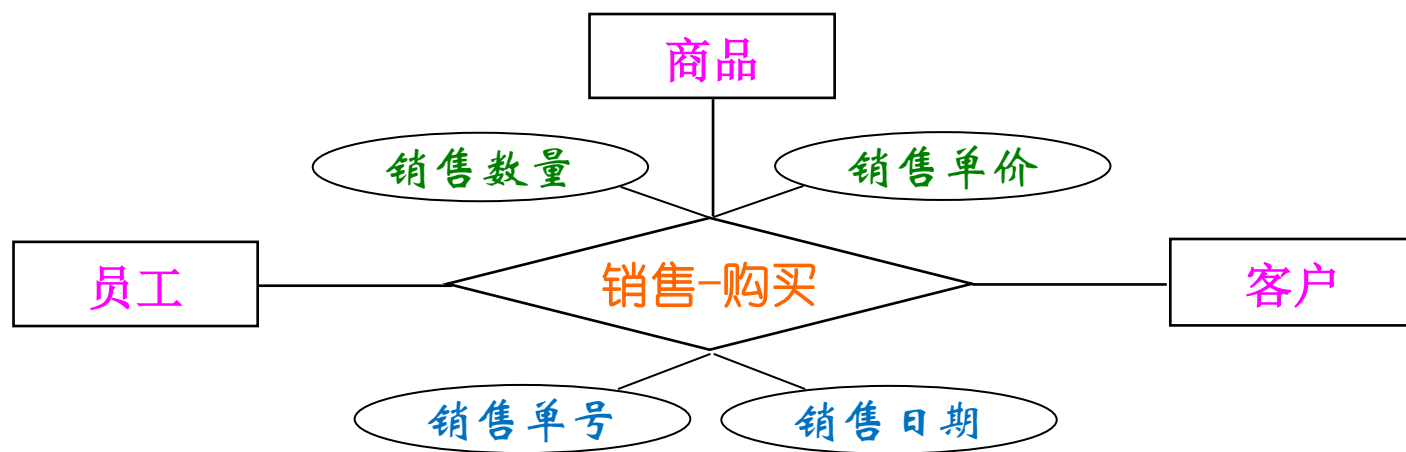 商品
销售数量
销售单价
员工
销售-购买
客户
销售单号
销售日期